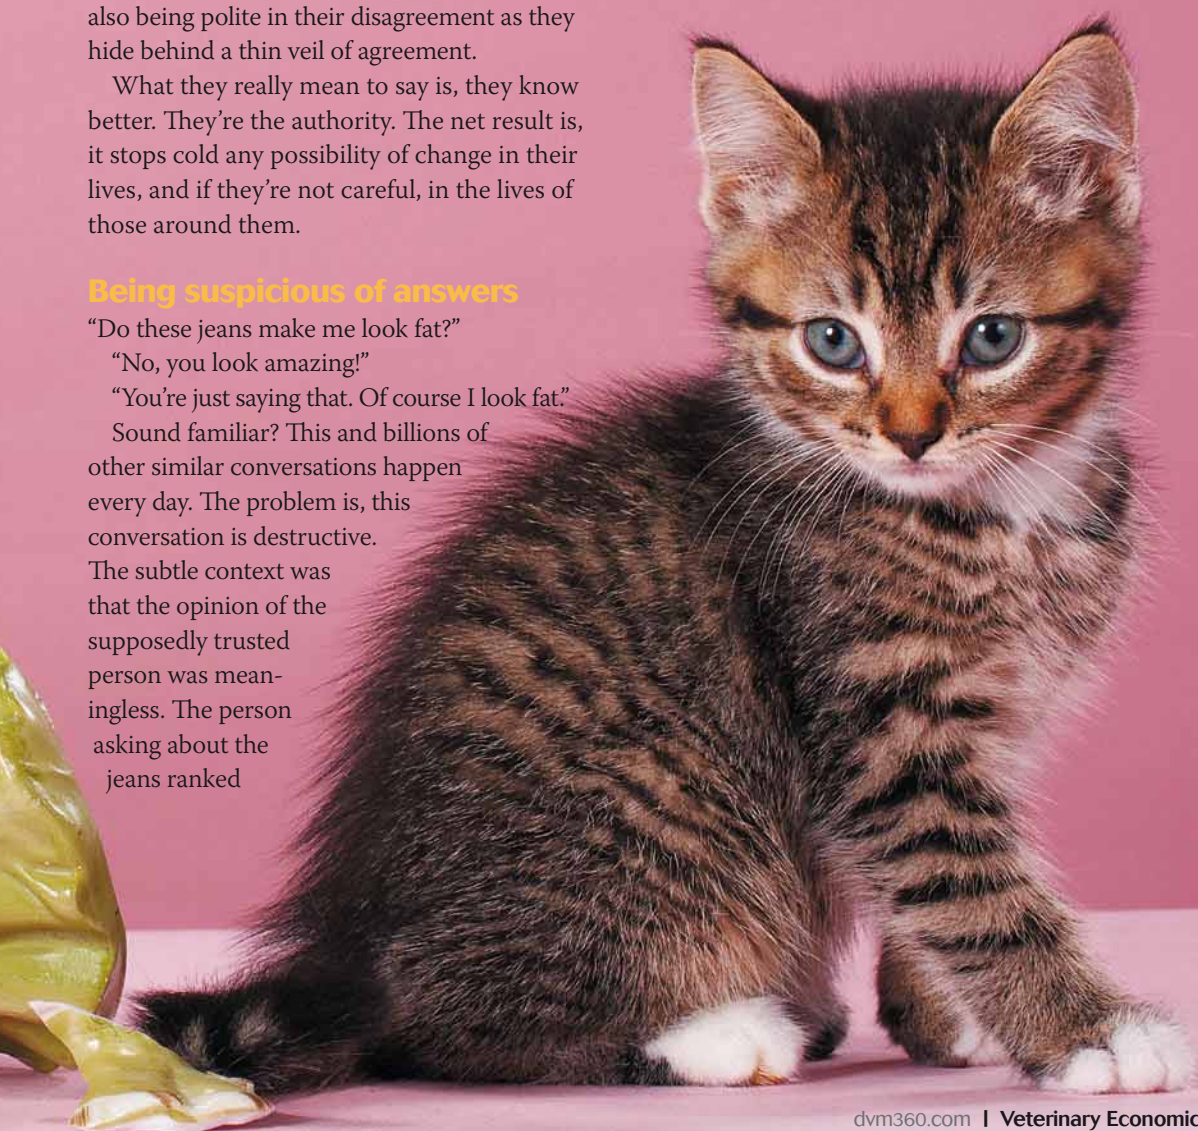 also being polite in their disagreement as they
hide behind a thin veil of agreement.
What they really mean to say is, they know
better. They’re the authority. The net result is,
it stops cold any possibility of change in their
lives, and if they’re not careful, in the lives of
those around them.
Being suspicious of answers
“Do these jeans make me look fat?”
“No, you look amazing!”
“You’re just saying that. Of course I look fat.”
Sound familiar? This and billions of
other similar conversations happen
every day. The problem is, this
conversation is destructive.
The subtle context was
that the opinion of the
supposedly trusted
person was mean-
ingless. The person
asking about the
jeans ranked
dvm360.com | Veterinary Economic